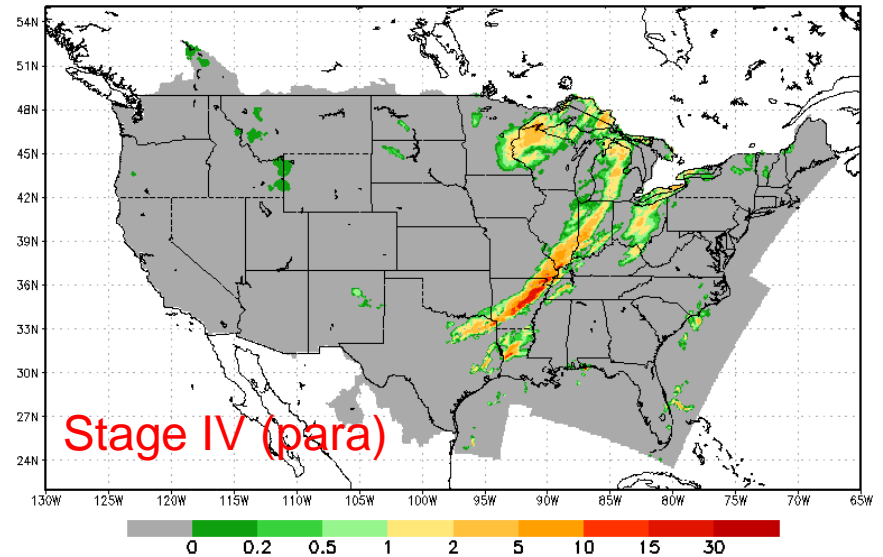 54N
51N
48N
45N
42N
39N
36N
33N
30N
27N
24N
Stage IV (para)
130W 125W 120W 115W 110W 105W 100W 95W 90W 85W 80W 75W 70W 65W
0 0.2 0.5 1 2 5 10 15 30